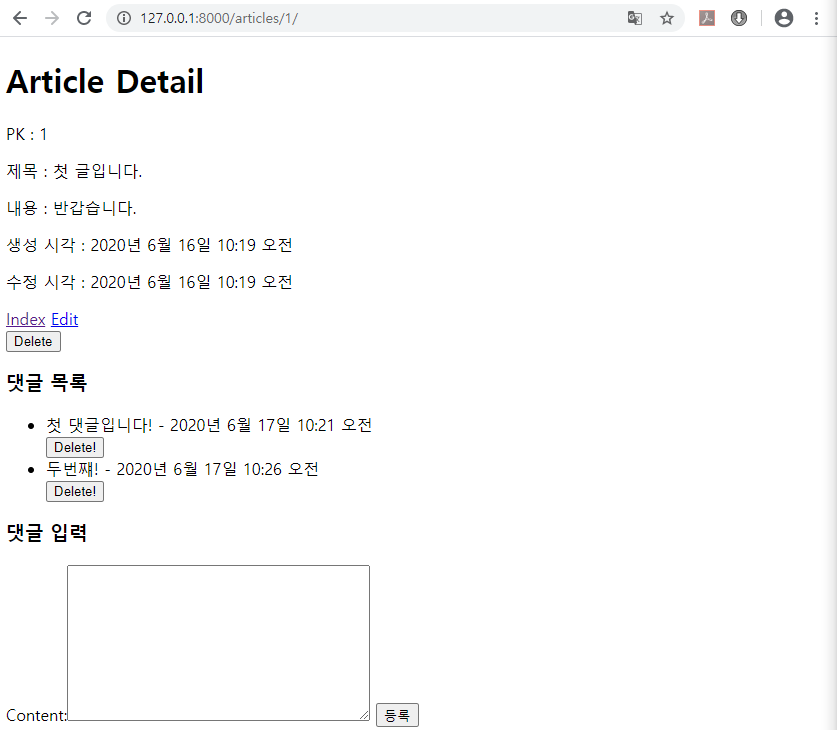 127.0.0.1:8000/articles/1/
Article Detail
PK : 1
제목 : 첫 글입니다.
내용 : 반갑습니다.
생성 시각 : 2020년 6월 16일 10:19 오전
수정 시각 : 2020년 6월 16일 10:19 오전
Index Edit
Delete
댓글 목록
첫 댓글입니다! - 2020년 6월 17일 10:21 오전
Delete!
두번쨰! - 2020년 6월 17일 10:26 오전
Delete!
댓글 입력
Content: 등록